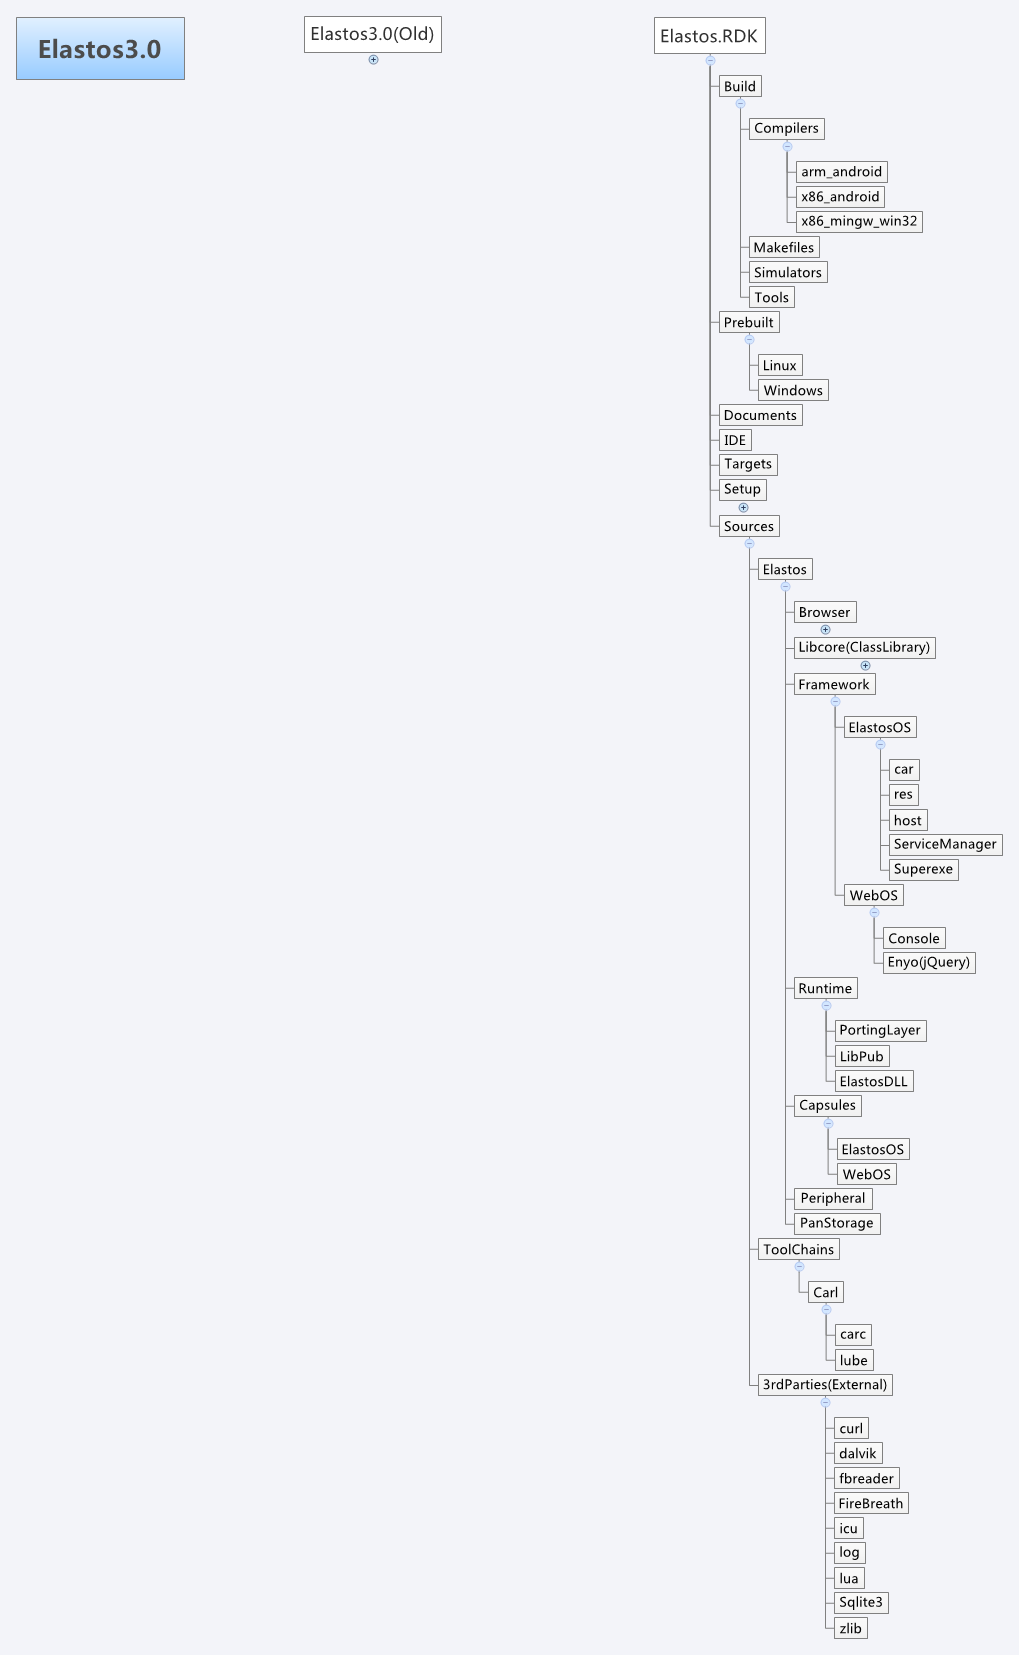 Elastos3.0
Elastos3.0(Old)
Elastos.RDK
Build
Compilers
arm_android
x86_android
x86_mingw_win32
Makefiles
Simulators
Tools
Prebuilt
Linux
Windows
Documents
IDE
Targets
Setup
Sources
Elastos
Browser
Libcore(ClassLibrary)
Framework
ElastosOS
car
res
host
ServiceManager
Superexe
WebOS
Console
Enyo(jQuery)
Runtime
PortingLayer
LibPub
ElastosDLL
Capsules
ElastosOS
WebOS
Peripheral
PanStorage
ToolChains
Carl
carc
lube
3rdParties(External)
curl
dalvik
fbreader
FireBreath
icu
log
lua
Sqlite3
zlib